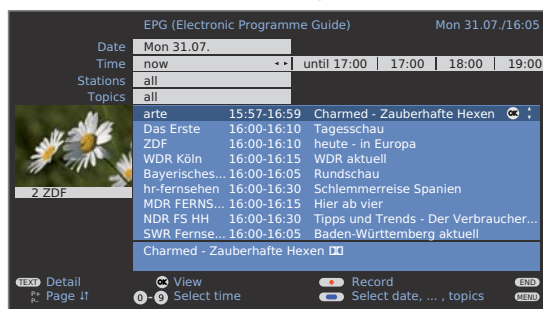 EPG (Electronic Programme Guide) Mon 31.07./16:05
Date Mon 31.07.
Time now until 17:00 17:00 18:00 19:00
Stations all
Topics all
arte 15:57-16:59 Charmed - Zauberhafte Hexen OK
Das Erste 16:00-16:10 Tagesschau
ZDF 16:00-16:10 heute - in Europa
WDR Köln 16:00-16:15 WDR aktuell
Bayerisches... 16:00-16:05 Rundschau
hr-fernsehen 16:00-16:30 Schlemmerreise Spanien
MDR FERNS... 16:00-16:15 Hier ab vier
NDR FS HH 16:00-16:30 Tipps und Trends - Der Verbraucher...
SWR Fernse... 16:00-16:05 Baden-Württemberg aktuell
2 ZDF
Charmed - Zauberhafte Hexen
TEXT Detail OK View Record END
P+ P- Page 0-9 Select time Select date, ... , topics MENU